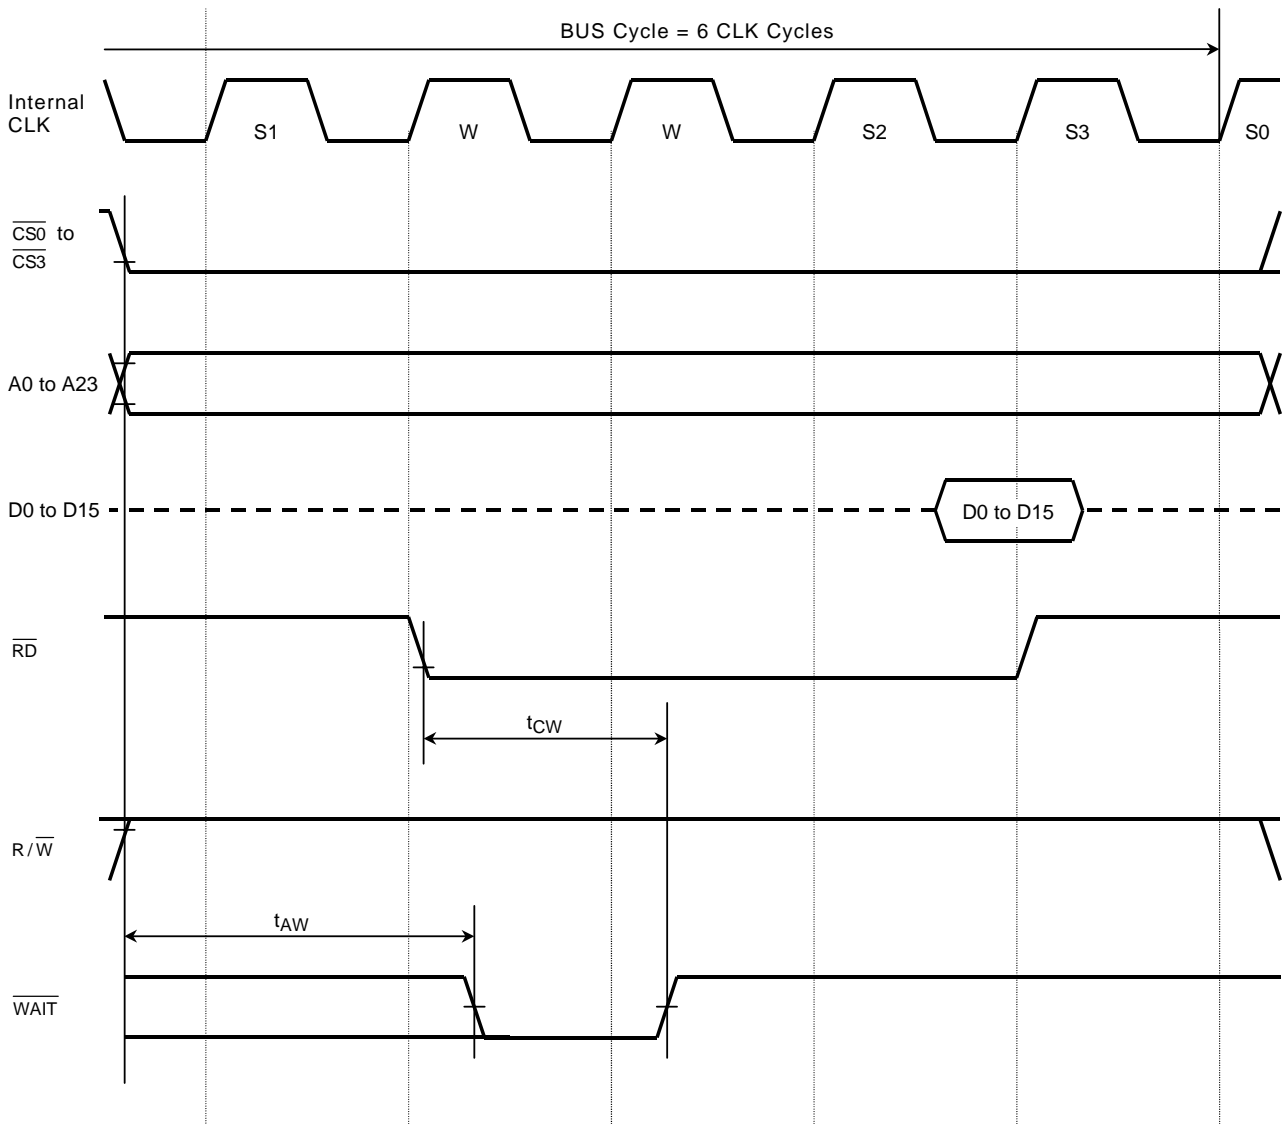 BUS Cycle = 6 CLK Cycles
Internal
CLK
S1
W
W
S2
S3
S0
CS0 to
CS3
A0 to A23
D0 to D15
D0 to D15
RD
tCW
R/W
tAW
WAIT